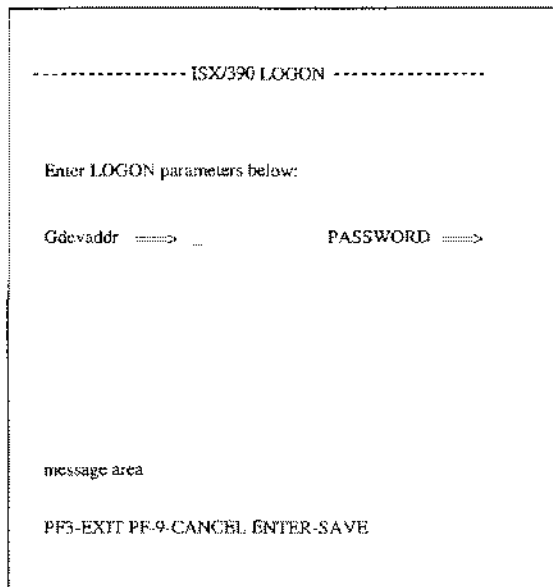 ----------------- ISX/390 LOGON -----------------
Enter LOGON parameters below:
Gdevaddr ====> _ PASSWORD ====>
message area
PF3-EXIT PF-9-CANCEL ENTER-SAVE